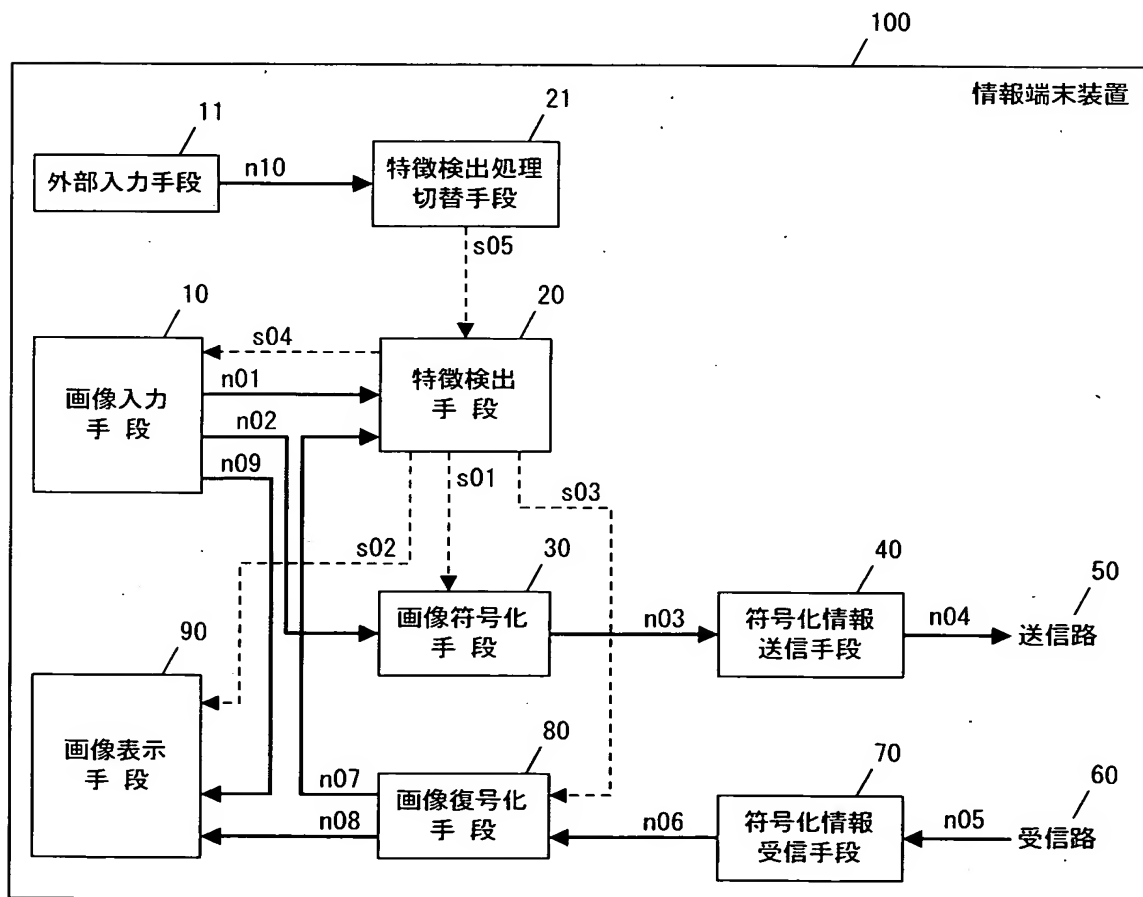 100
情報端末装置
11
外部入力手段
n10
21
特徴検出処理
切替手段
s05
10
画像入力
手 段
s04
n01
n02
n09
20
特徴検出
手 段
s01
s03
s02
30
画像符号化
手 段
n03
40
符号化情報
送信手段
n04
50
送信路
90
画像表示
手 段
n07
n08
80
画像復号化
手 段
n06
70
符号化情報
受信手段
n05
60
受信路